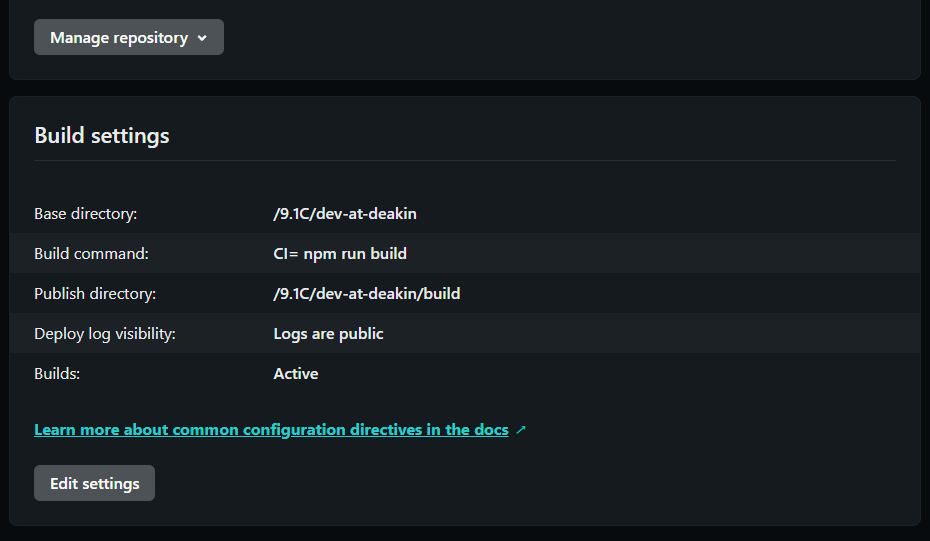 Manage repository
Build settings
Base directory: /9.1C/dev-at-deakin
Build command: CI= npm run build
Publish directory: /9.1C/dev-at-deakin/build
Deploy log visibility: Logs are public
Builds: Active
Learn more about common configuration directives in the docs ↗
Edit settings